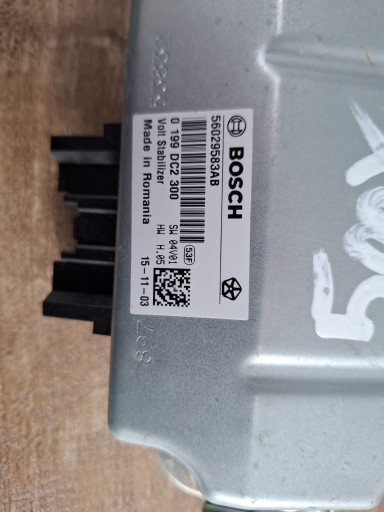 BOSCH
56029583AB
0 199 DC2 300
Volt Stabilizer
Made in Romania
SW 04V01
HW H.05
53F
15-11-03